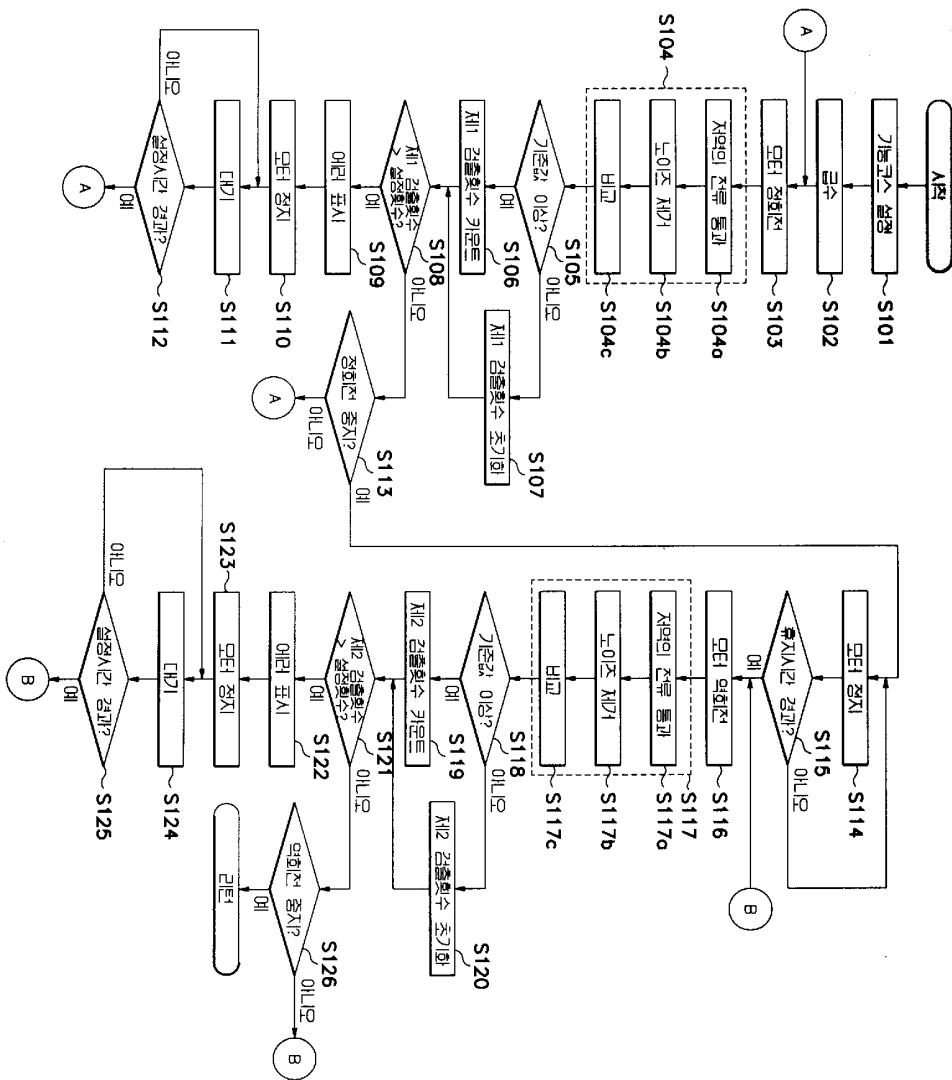 시작
기능코스 설정
S101
급수
S102
A
모터 정회전
S103
S104
저역의 전류 통과
S104a
노이즈 제거
S104b
비교
S104c
기준값 이상?
S105
아니오
예
제1 검출횟수 카운트
S106
제1 검출횟수 초기화
S107
제1 검출횟수
> 설정횟수?
S108
아니오
예
에러 표시
S109
모터 정지
S110
대기
S111
설정시간 경과?
S112
아니오
예
A
정회전 중지?
S113
예
아니오
A
모터 정지
S114
휴지시간 경과?
S115
아니오
예
B
모터 역회전
S116
S117
저역의 전류 통과
S117a
노이즈 제거
S117b
비교
S117c
기준값 이상?
S118
아니오
예
제2 검출횟수 카운트
S119
제2 검출횟수 초기화
S120
제2 검출횟수
> 설정횟수?
S121
아니오
예
에러 표시
S122
모터 정지
S123
대기
S124
설정시간 경과?
S125
아니오
예
B
역회전 중지?
S126
아니오
예
B
리턴